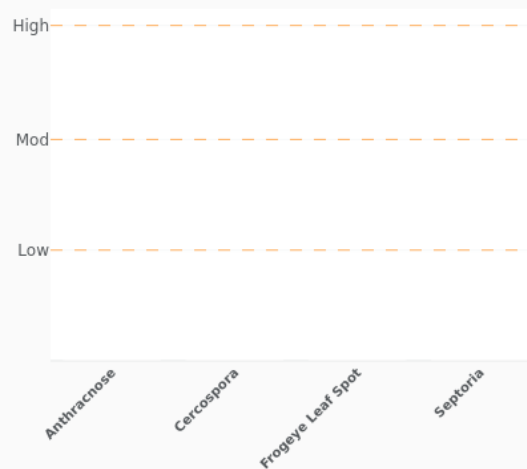 High
Mod
Low
Anthracnose
Cercospora
Frogeye Leaf Spot
Septoria